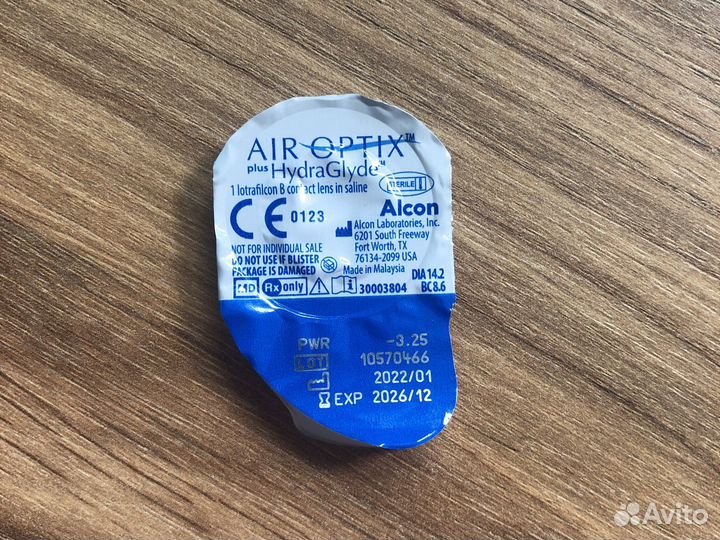 AIR OPTIX™
plus HydraGlyde™
1 lotrafilcon B contact lens in saline
STERILE
CE 0123
Alcon
Alcon Laboratories, Inc.
6201 South Freeway
Fort Worth, TX
76134-2099 USA
Made in Malaysia
NOT FOR INDIVIDUAL SALE
DO NOT USE IF BLISTER
PACKAGE IS DAMAGED
DIA 14.2
BC 8.6
MD Rx only 30003804
PWR -3.25
LOT 10570466
2022/01
EXP 2026/12
Avito